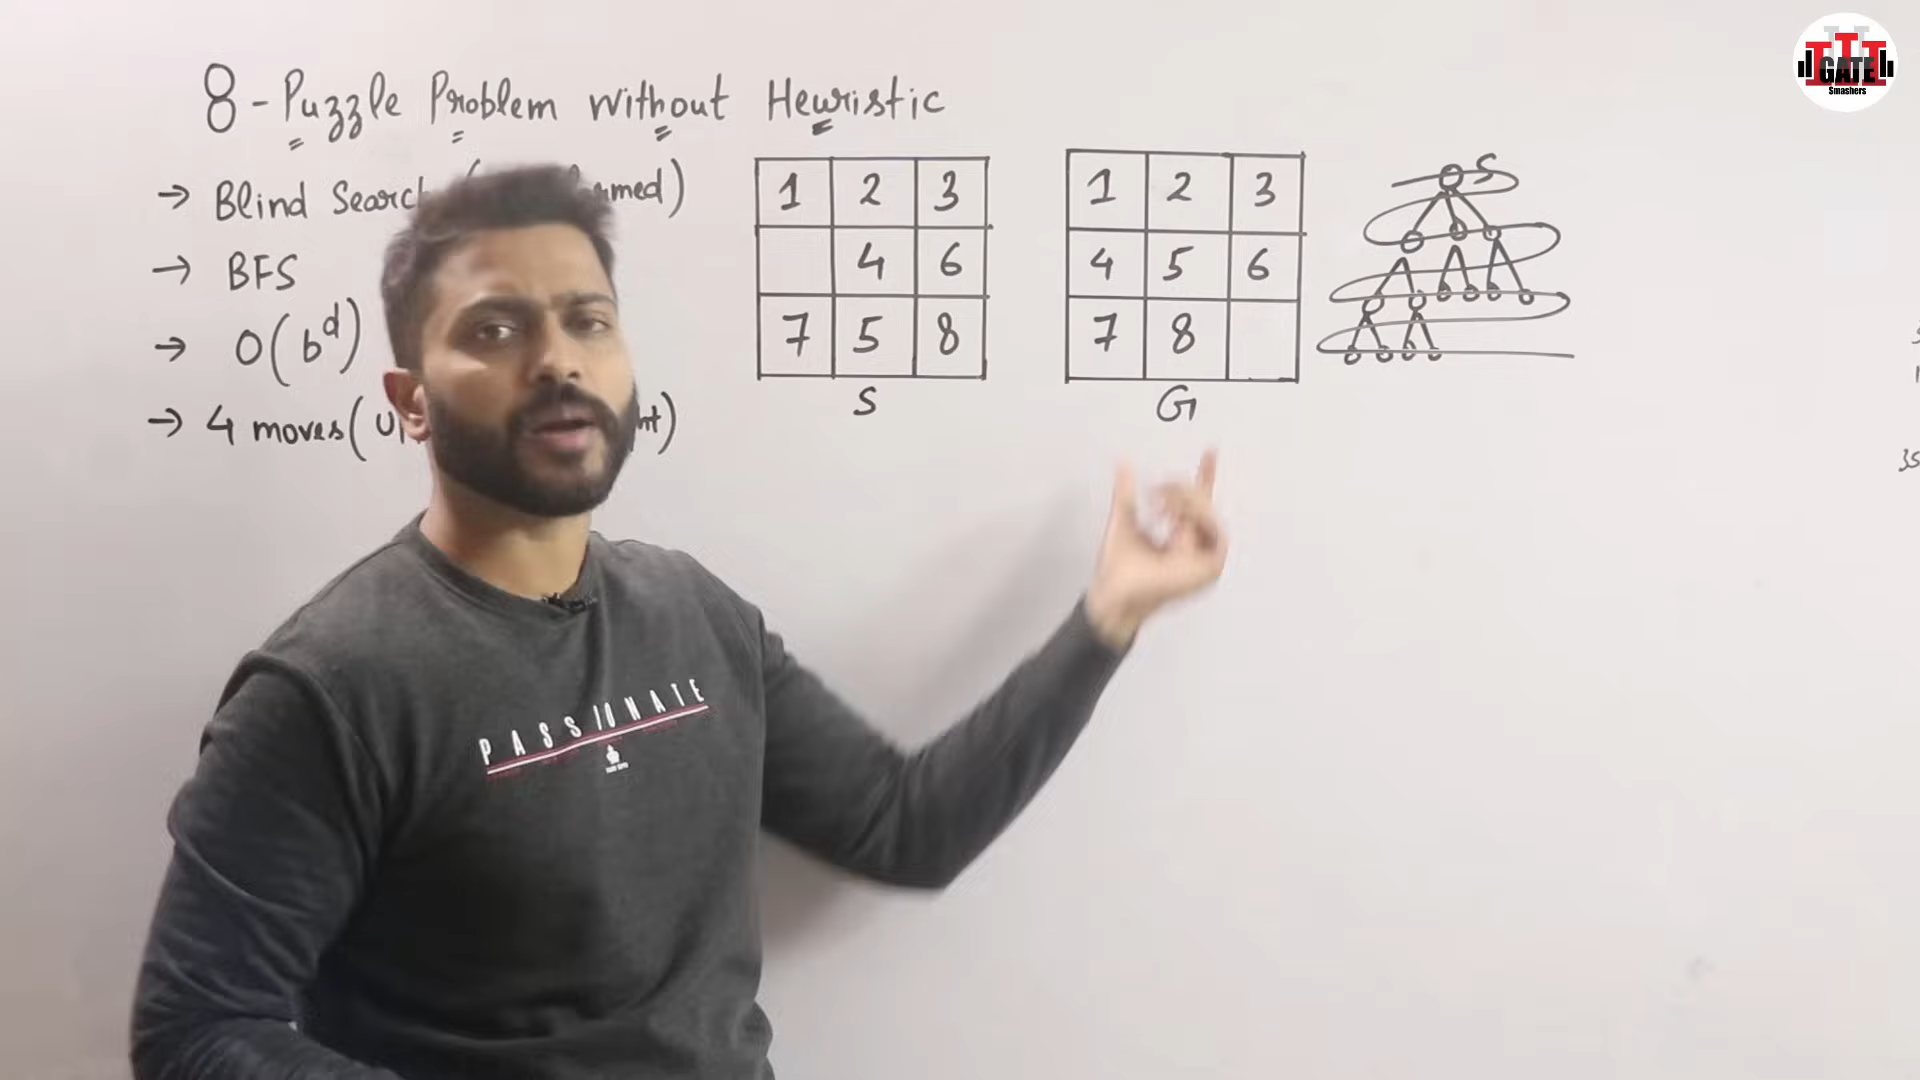 8-Puzzle Problem without Heuristic
→ Blind Search
→ BFS
→ O(b^d)
→ 4 moves(
1 2 3
4 6
7 5 8
S
1 2 3
4 5 6
7 8
G
S
PASSIONATE
GATE
Smashers